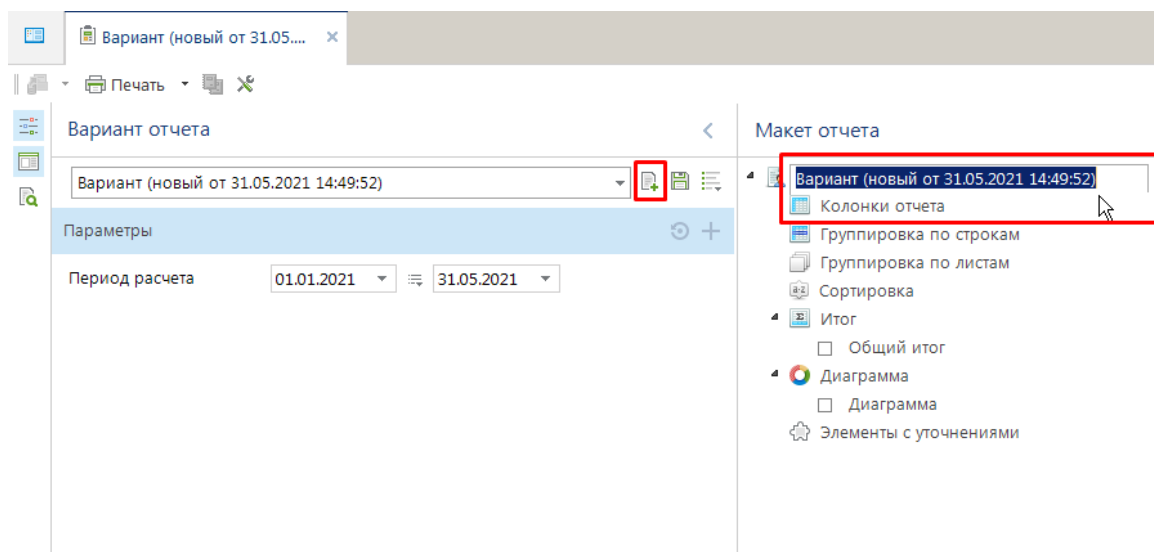 Вариант (новый от 31.05....
Печать
Вариант отчета
Вариант (новый от 31.05.2021 14:49:52)
Параметры
Период расчета 01.01.2021 31.05.2021
Макет отчета
Вариант (новый от 31.05.2021 14:49:52)
Колонки отчета
Группировка по строкам
Группировка по листам
Сортировка
Итог
Общий итог
Диаграмма
Диаграмма
Элементы с уточнениями